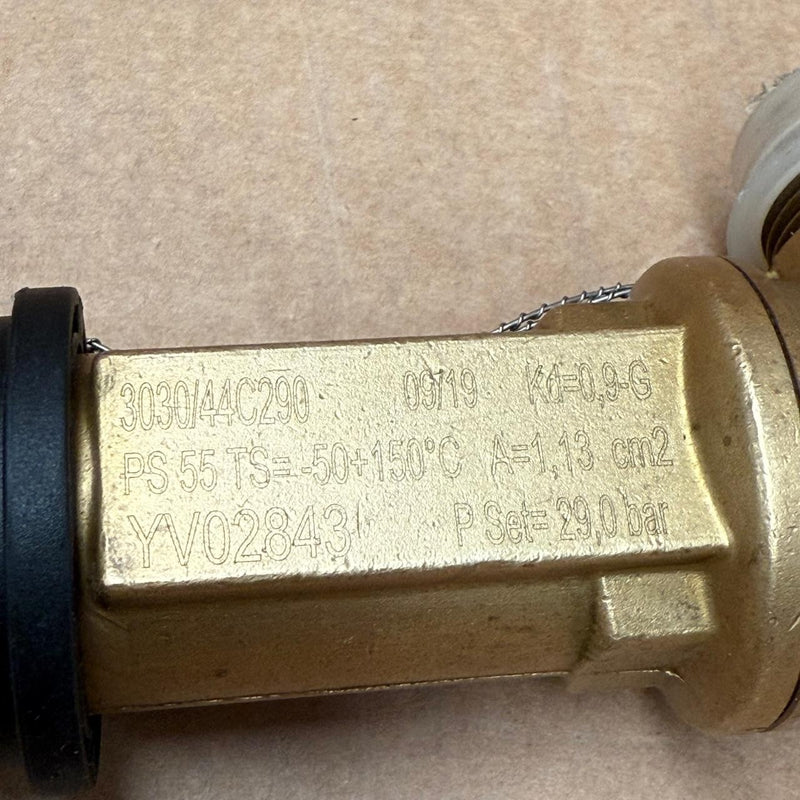 3030/44C290 09/19 Kd=0,9-G
PS 55 TS= -50+150°C A=1,13 cm2
YV02843 P Set= 29,0 bar